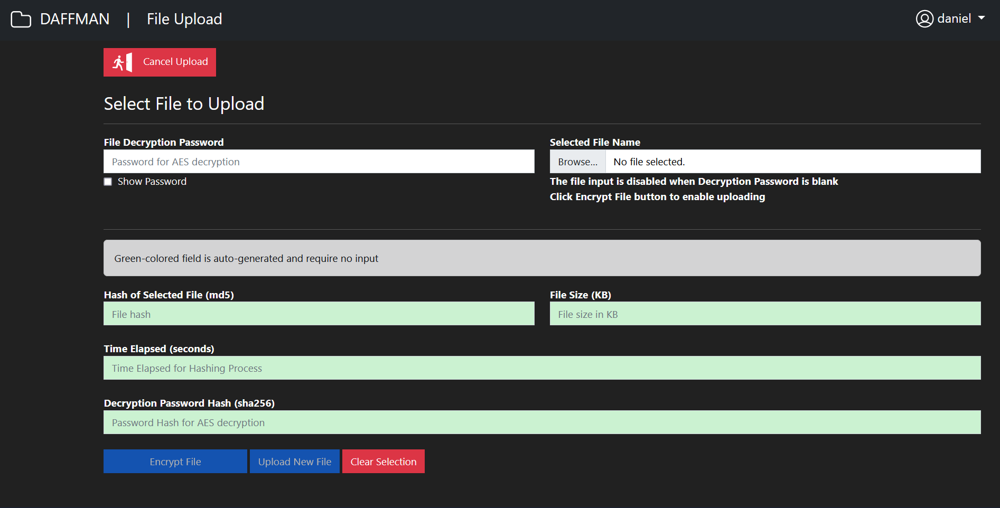 DAFFMAN | File Upload
daniel
Cancel Upload
Select File to Upload
File Decryption Password
Password for AES decryption
Show Password
Selected File Name
Browse... No file selected.
The file input is disabled when Decryption Password is blank
Click Encrypt File button to enable uploading
Green-colored field is auto-generated and require no input
Hash of Selected File (md5)
File hash
File Size (KB)
File size in KB
Time Elapsed (seconds)
Time Elapsed for Hashing Process
Decryption Password Hash (sha256)
Password Hash for AES decryption
Encrypt File
Upload New File
Clear Selection